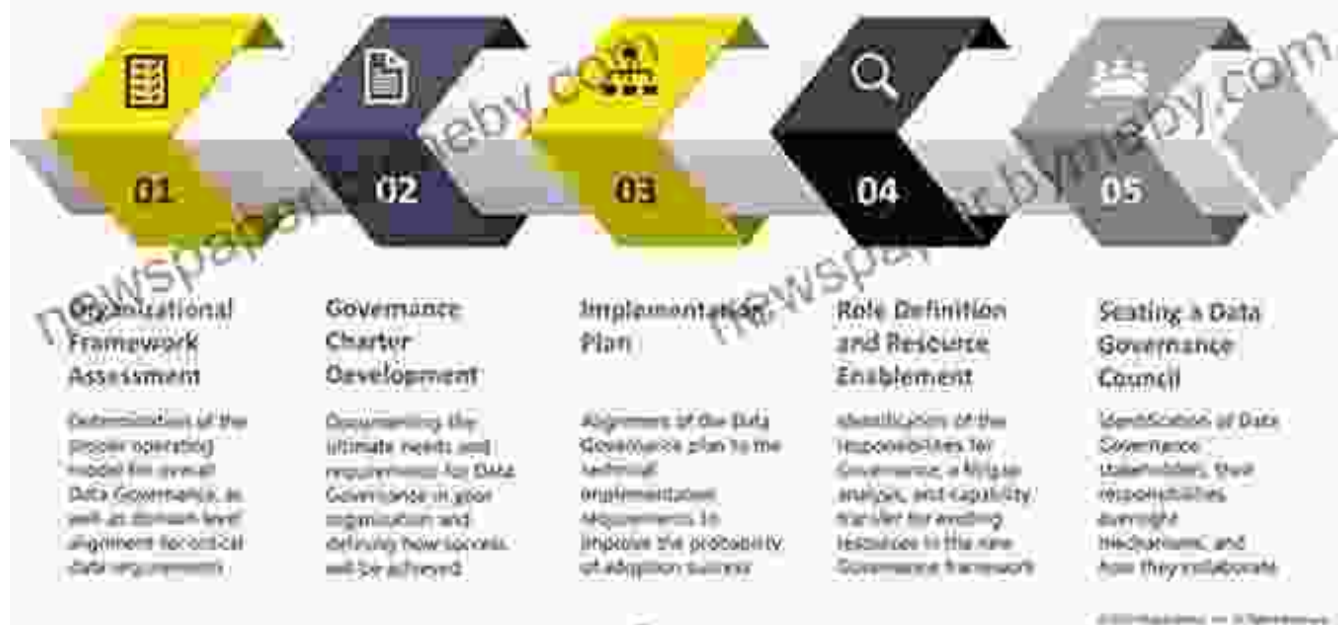 01
02
03
04
05
newspaper.bymeby.com
newspaper.bymeby.com
Organizational
Framework
Assessment
Determination of the
proper operating
model for overall
Data Governance, as
well as domain level
alignment for critical
data requirements
Governance
Charter
Development
Documenting the
ultimate needs and
requirements for Data
Governance in your
organization and
defining how success
will be achieved
Implementation
Plan
Alignment of the Data
Governance plan to the
technical
implementation
requirements to
improve the probability
of adoption success
Role Definition
and Resource
Enablement
Identification of the
responsibilities for
Governance, a fit/gap
analysis, and capability
transfer for existing
resources in the new
Governance framework
Seating a Data
Governance
Council
Identification of Data
Governance
stakeholders, their
responsibilities,
oversight
mechanisms, and
how they collaborate